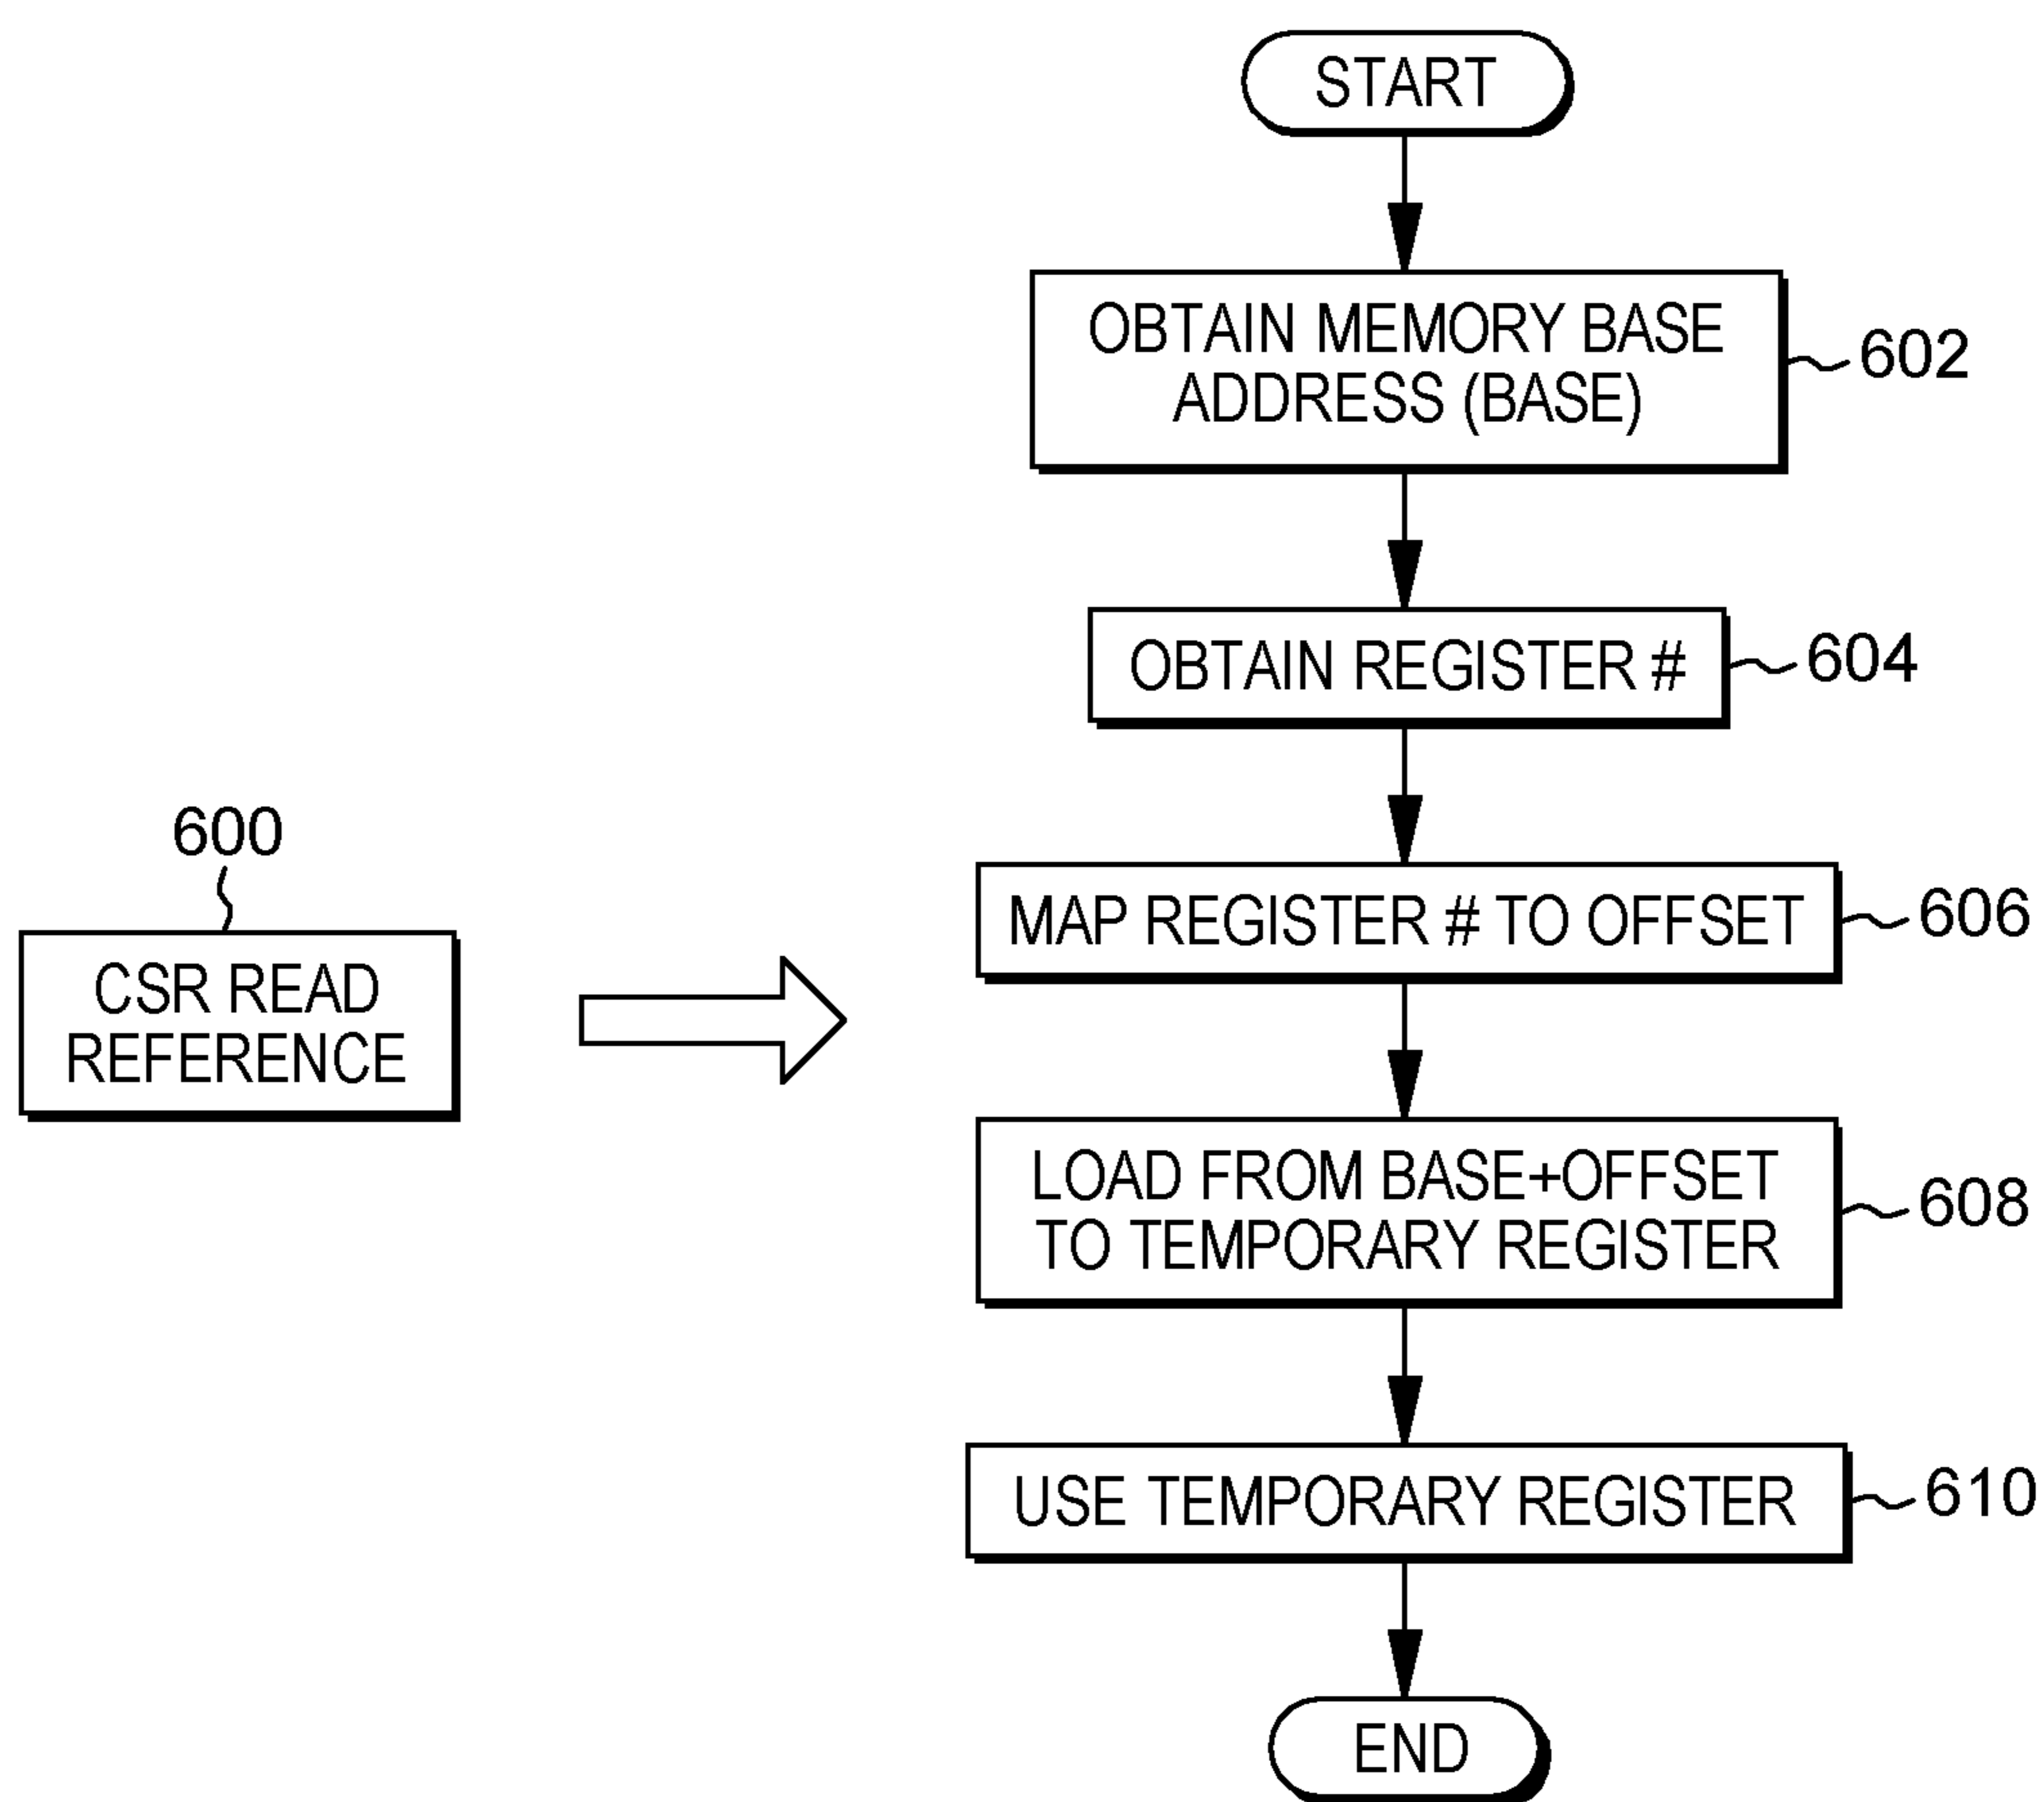 START
OBTAIN MEMORY BASE
ADDRESS (BASE)
602
OBTAIN REGISTER #
604
600
CSR READ
REFERENCE
MAP REGISTER # TO OFFSET
606
LOAD FROM BASE+OFFSET
TO TEMPORARY REGISTER
608
USE TEMPORARY REGISTER
610
END